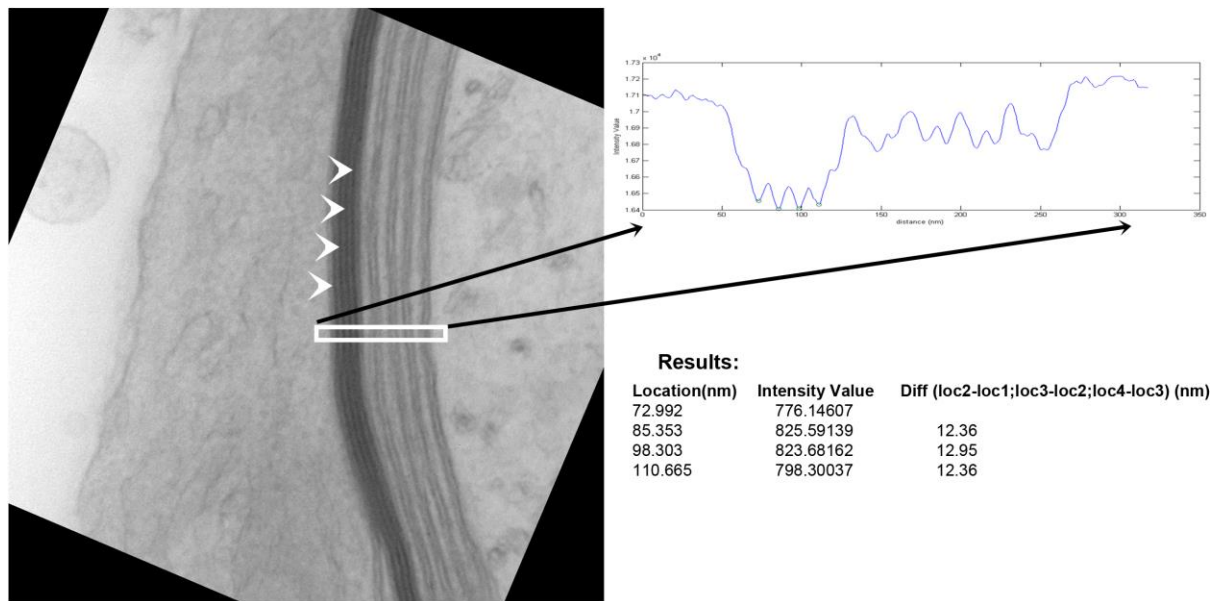 × 10⁻⁴
1.73
1.72
1.71
1.7
1.69
1.68
1.67
1.66
1.65
1.64
Intensity Value
0 50 100 150 200 250 300 350
distance (nm)
Results:
Location(nm) Intensity Value Diff (loc2-loc1;loc3-loc2;loc4-loc3) (nm)
72.992 776.14607
85.353 825.59139 12.36
98.303 823.68162 12.95
110.665 798.30037 12.36